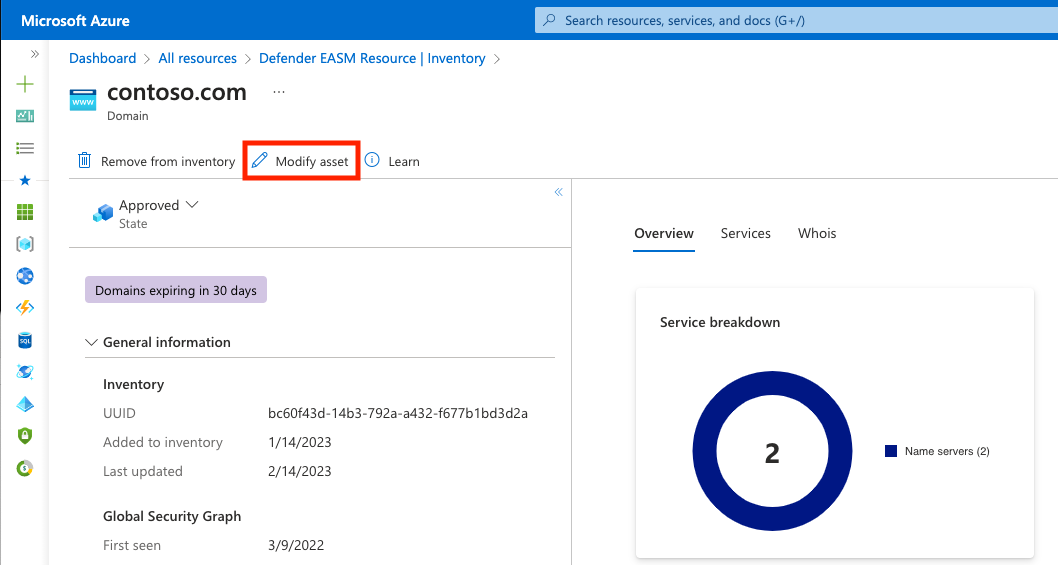 Microsoft Azure
Search resources, services, and docs (G+/)
Dashboard > All resources > Defender EASM Resource | Inventory >
contoso.com ...
www
Domain
Remove from inventory Modify asset Learn
Approved
State
Overview Services Whois
Domains expiring in 30 days
Service breakdown
General information
Inventory
UUID bc60f43d-14b3-792a-a432-f677b1bd3d2a
Added to inventory 1/14/2023
Last updated 2/14/2023
2
Name servers (2)
Global Security Graph
First seen 3/9/2022
SQL